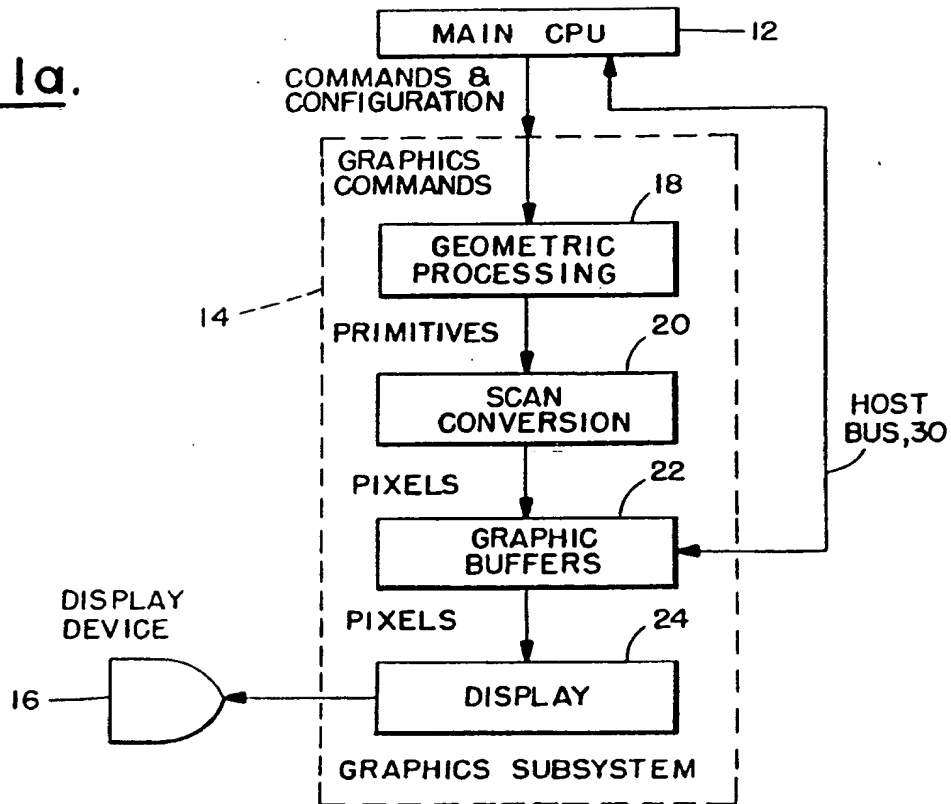 1a.
MAIN CPU
12
COMMANDS &
CONFIGURATION
GRAPHICS
COMMANDS
18
GEOMETRIC
PROCESSING
14
PRIMITIVES
20
SCAN
CONVERSION
HOST
BUS,30
PIXELS
22
GRAPHIC
BUFFERS
DISPLAY
DEVICE
PIXELS
24
16
DISPLAY
GRAPHICS SUBSYSTEM